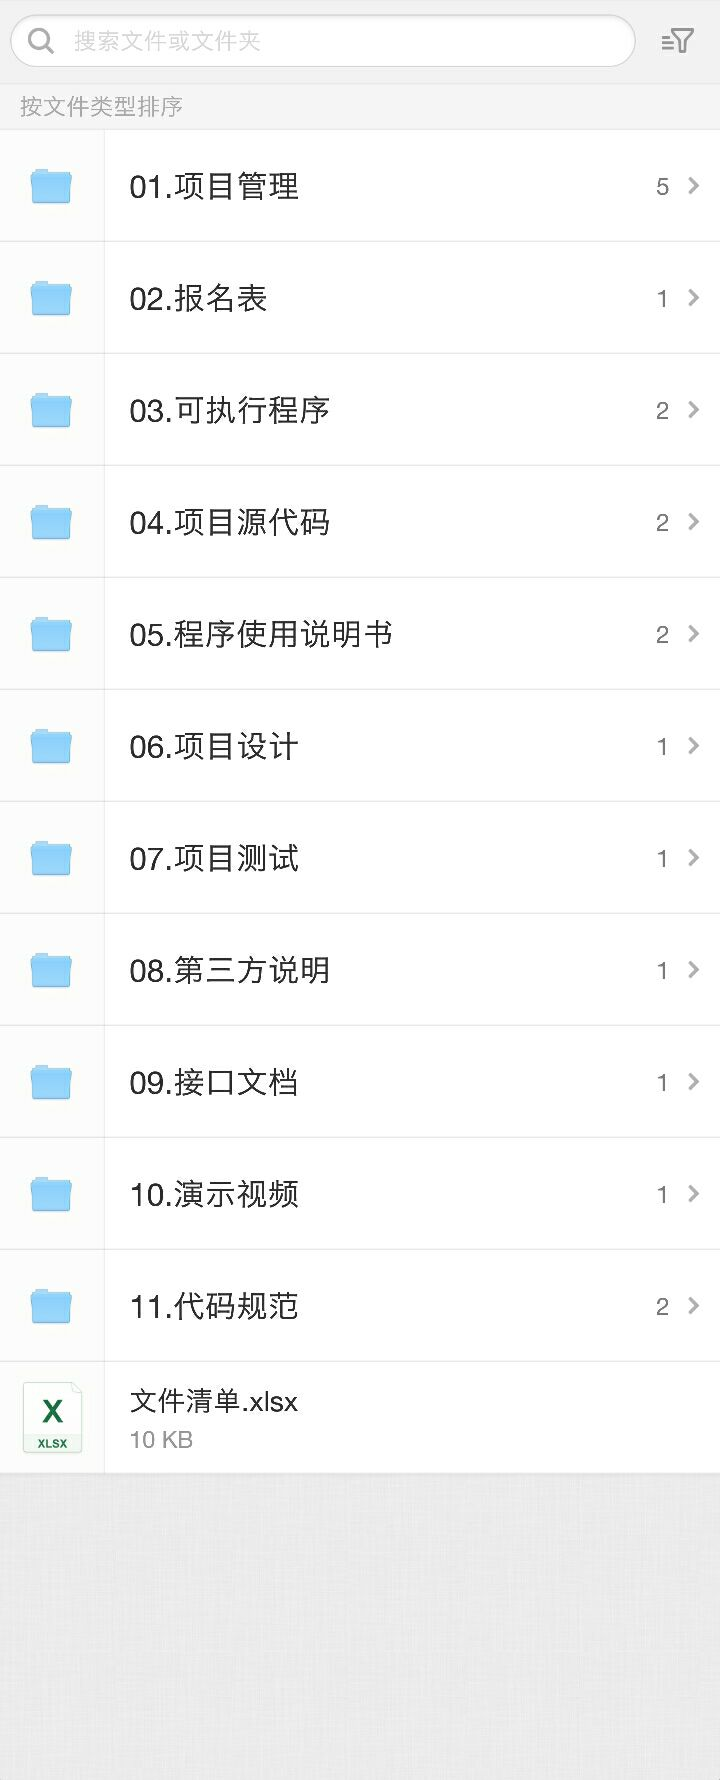 搜索文件或文件夹
按文件类型排序
01.项目管理 5
02.报名表 1
03.可执行程序 2
04.项目源代码 2
05.程序使用说明书 2
06.项目设计 1
07.项目测试 1
08.第三方说明 1
09.接口文档 1
10.演示视频 1
11.代码规范 2
文件清单.xlsx
X
XLSX
10 KB